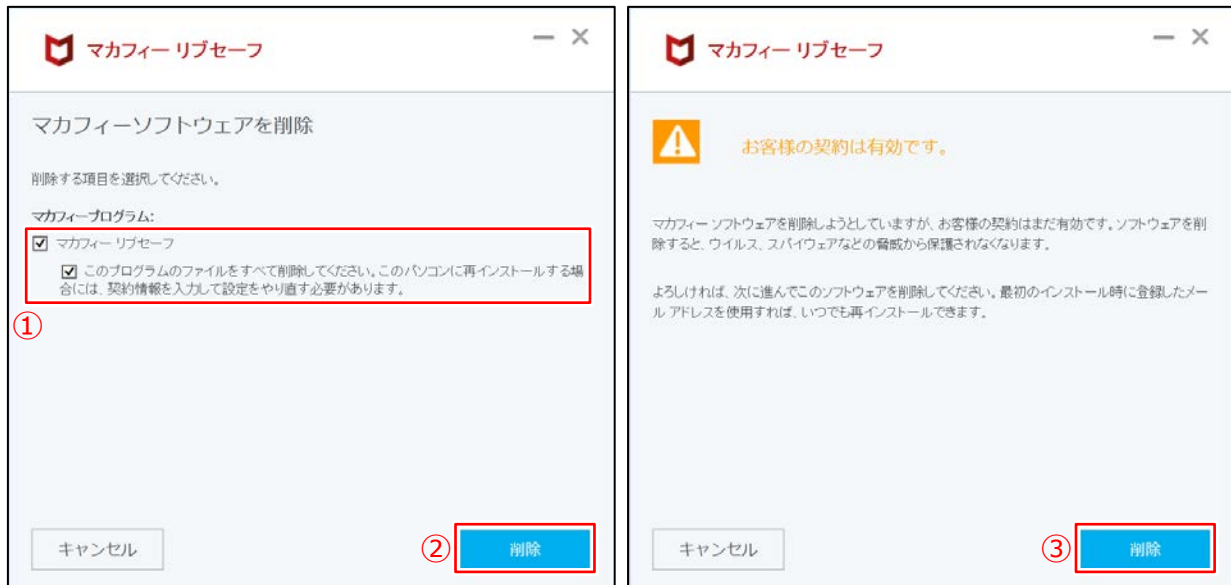 マカフィー リブセーフ
マカフィーソフトウェアを削除
削除する項目を選択してください。
マカフィープログラム:
マカフィー リブセーフ
このプログラムのファイルをすべて削除してください。このパソコンに再インストールする場
合には、契約情報を入力して設定をやり直す必要があります。
①
キャンセル
②
削除
マカフィー リブセーフ
お客様の契約は有効です。
マカフィー ソフトウェアを削除しようとしていますが、お客様の契約はまだ有効です。ソフトウェアを削
除すると、ウイルス、スパイウェアなどの脅威から保護されなくなります。
よろしければ、次に進んでこのソフトウェアを削除してください。最初のインストール時に登録したメー
ル アドレスを使用すれば、いつでも再インストールできます。
キャンセル
③
削除